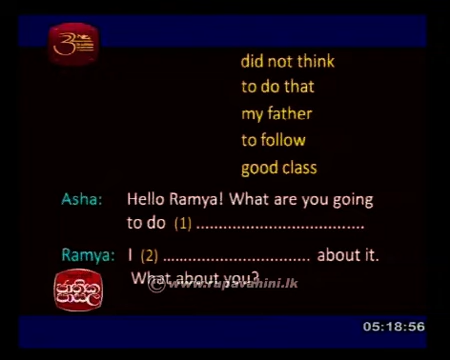 did not think
to do that
my father
to follow
good class
Asha: Hello Ramya! What are you going
to do (1) .....................................
Ramya: I (2) ................................. about it.
What about you?
© www.rupavahini.lk
ජාතික
පාසල
05:18:56